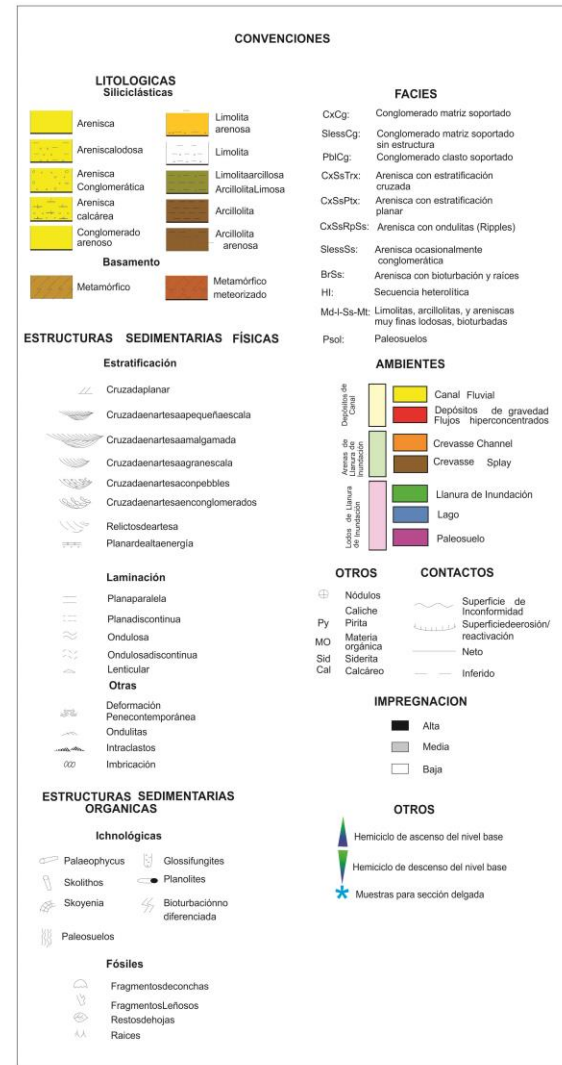 CONVENCIONES
LITOLOGICAS
Siliciclásticas
Arenisca
Areniscalodosa
Arenisca
Conglomerática
Arenisca
calcárea
Conglomerado
arenoso
Limolita
arenosa
Limolita
Limolitaarcillosa
ArcillolitaLimosa
Arcillolita
Arcillolita
arenosa
Basamento
Metamórfico
Metamórfico
meteorizado
ESTRUCTURAS SEDIMENTARIAS FÍSICAS
Estratificación
Cruzadaplanar
Cruzadaenartesaapequeñaescala
Cruzadaenartesaamalgamada
Cruzadaenartesaagranescala
Cruzadaenartesaconpebbles
Cruzadaenartesaenconglomerados
Relictosdeartesa
Planardealtaenergía
Laminación
Planaparalela
Planadiscontinua
Ondulosa
Ondulosadiscontinua
Lenticular
Otras
Deformación
Penecontemporánea
Ondulitas
Intraclastos
Imbricación
ESTRUCTURAS SEDIMENTARIAS
ORGANICAS
Ichnológicas
Palaeophycus
Skolithos
Skoyenia
Paleosuelos
Glossifungites
Planolites
Bioturbaciónno
diferenciada
Fósiles
Fragmentosdeconchas
FragmentosLeñosos
Restosdehojas
Raices
FACIES
CxCg: Conglomerado matriz soportado
SlessCg: Conglomerado matriz soportado
sin estructura
PblCg: Conglomerado clasto soportado
CxSsTrx: Arenisca con estratificación
cruzada
CxSsPtx: Arenisca con estratificación
planar
CxSsRpSs: Arenisca con ondulitas (Ripples)
SlessSs: Arenisca ocasionalmente
conglomerática
BrSs: Arenisca con bioturbación y raíces
HI: Secuencia heterolítica
Md-I-Ss-Mt: Limolitas, arcillolitas, y areniscas
muy finas lodosas, bioturbadas
Psol: Paleosuelos
AMBIENTES
Depósitos de
Canal
Canal Fluvial
Depósitos de gravedad
Flujos hiperconcentrados
Arenas de
Llanura de
Inundación
Crevasse Channel
Crevasse Splay
Lodos de Llanura
de Inundación
Llanura de Inundación
Lago
Paleosuelo
OTROS
Nódulos
Caliche
Py Pirita
MO Materia
orgánica
Sid Siderita
Cal Calcáreo
CONTACTOS
Superficie de
Inconformidad
Superficiedeerosión/
reactivación
Neto
Inferido
IMPREGNACION
Alta
Media
Baja
OTROS
Hemiciclo de ascenso del nivel base
Hemiciclo de descenso del nivel base
Muestras para sección delgada